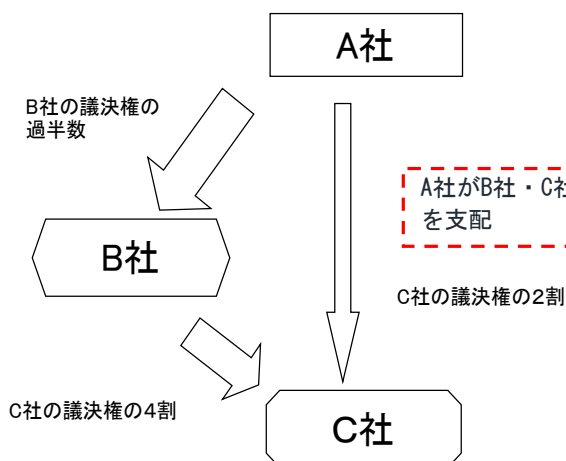 A社
B社の議決権の
過半数
A社がB社・C社
を支配
B社
C社の議決権の2割
C社の議決権の4割
C社